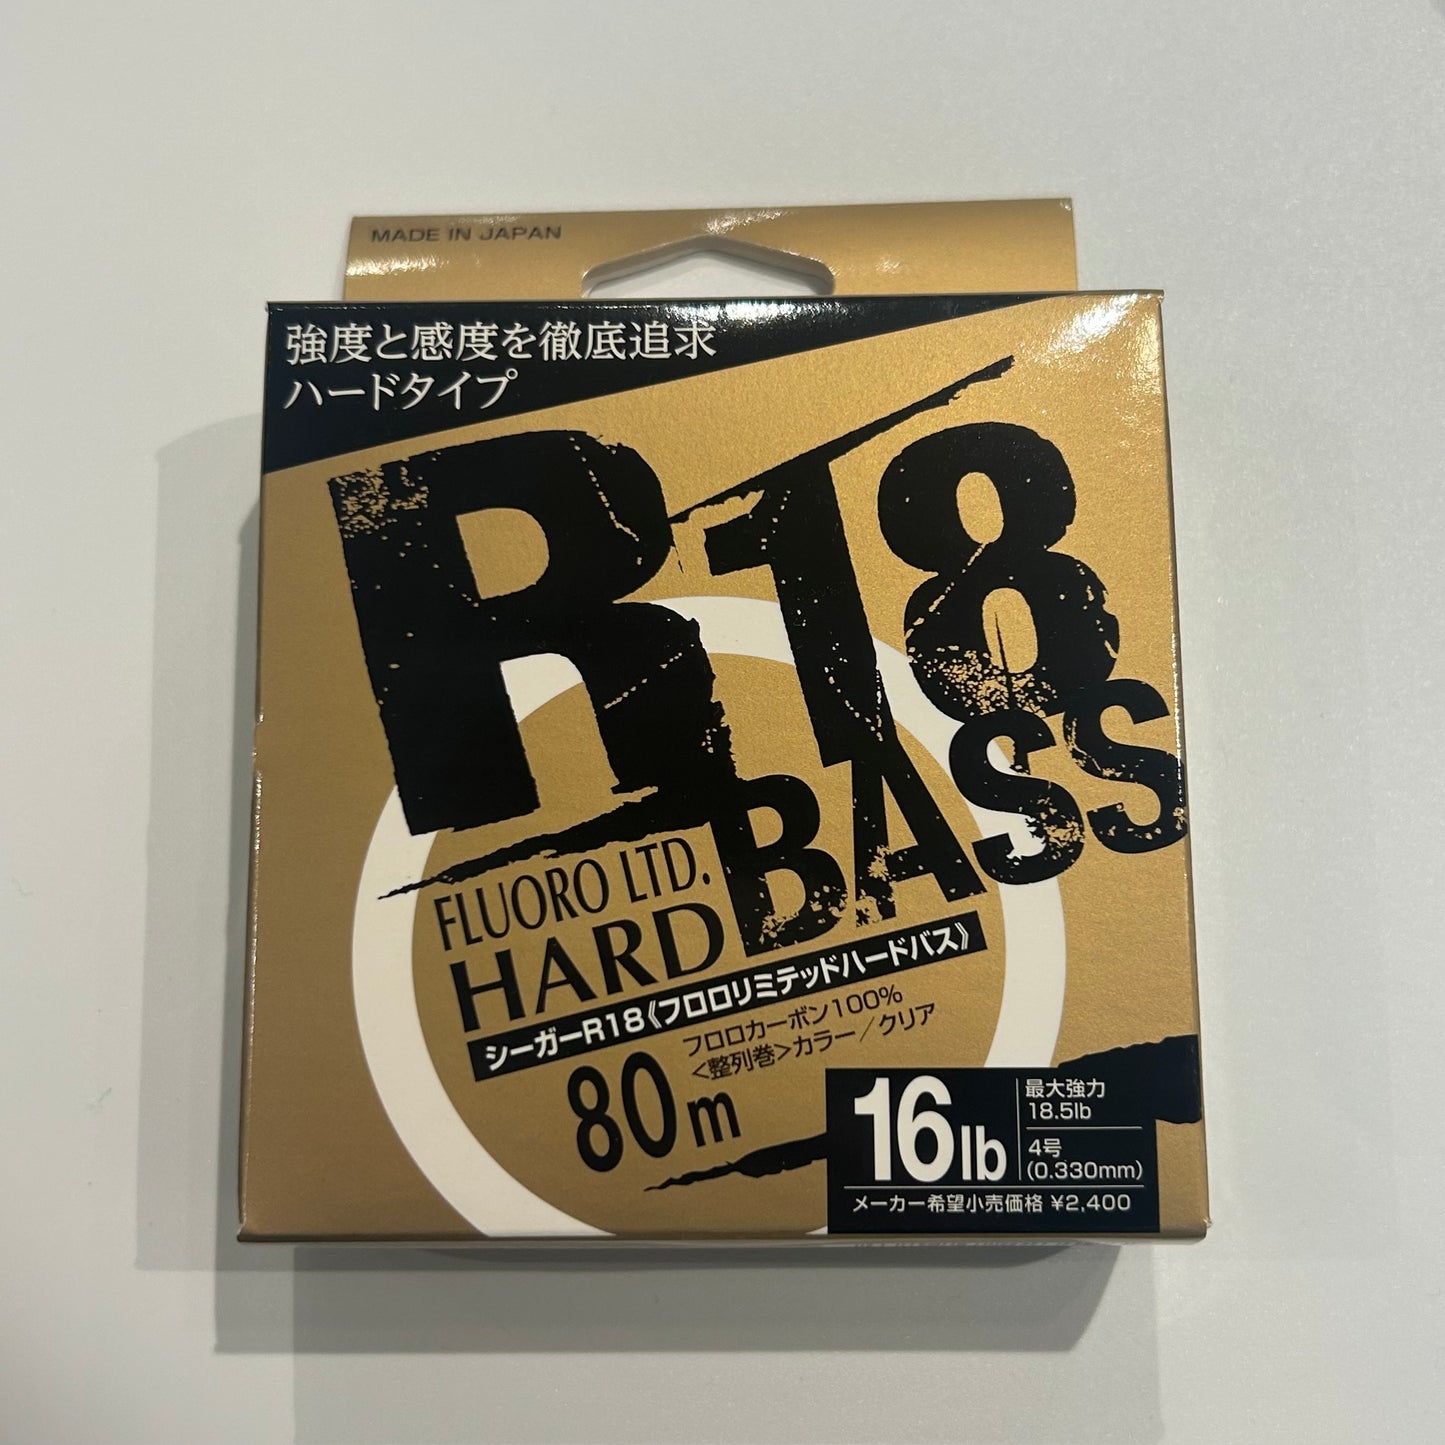 MADE IN JAPAN
強度と感度を徹底追求
ハードタイプ
R18
BASS
FLUORO LTD.
HARD
シーガーR18《フロロリミテッドハードバス》
フロロカーボン100%
<整列巻>カラー／クリア
80m
16lb
最大強力
18.5lb
4号
(0.330mm)
メーカー希望小売価格 ¥2,400